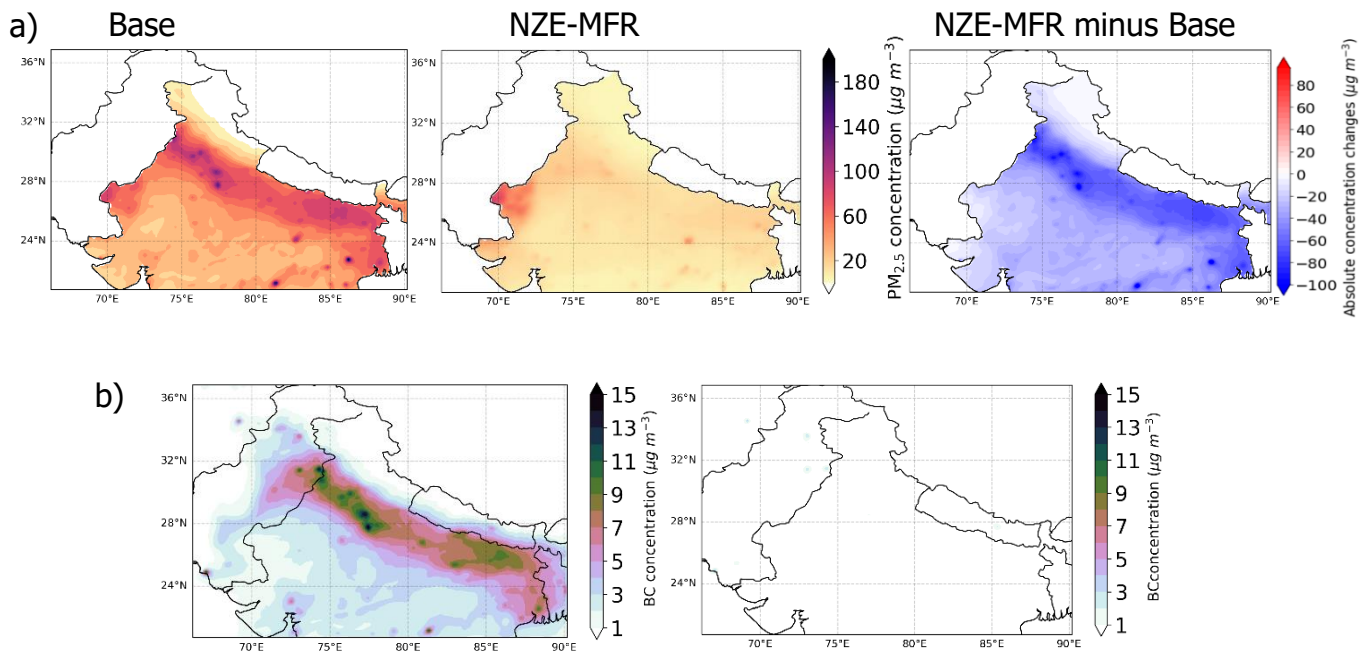 a)
Base
NZE-MFR
NZE-MFR minus Base
36°N
32°N
28°N
24°N
70°E
75°E
80°E
85°E
90°E
36°N
32°N
28°N
24°N
70°E
75°E
80°E
85°E
90°E
180
140
100
80
60
40
20
PM2.5 concentration (μg m−3)
36°N
32°N
28°N
24°N
70°E
75°E
80°E
85°E
90°E
80
60
40
20
0
−20
−40
−60
−80
−100
Absolute concentration changes (μg m−3)
b)
36°N
32°N
28°N
24°N
70°E
75°E
80°E
85°E
90°E
15
13
11
9
7
5
3
1
BC concentration (μg m−3)
36°N
32°N
28°N
24°N
70°E
75°E
80°E
85°E
90°E
15
13
11
9
7
5
3
1
BCconcentration (μg m−3)